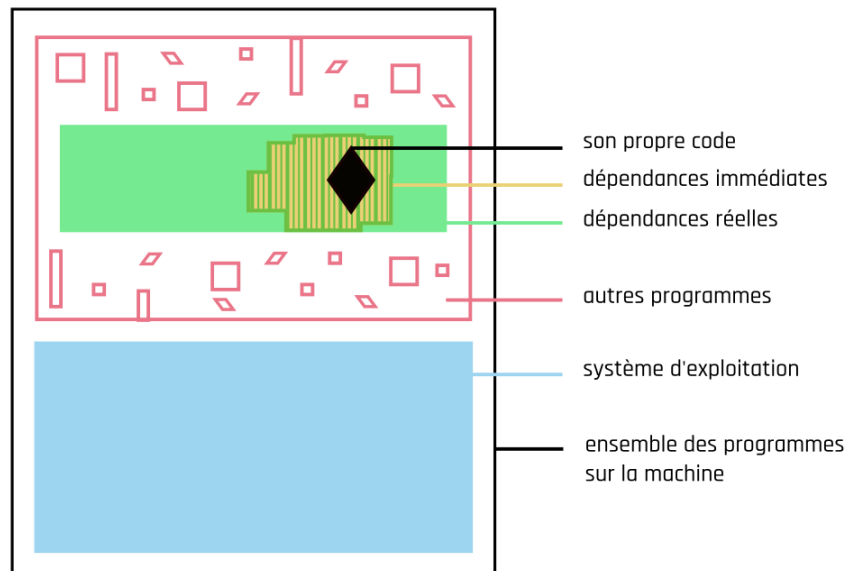 son propre code
dépendances immédiates
dépendances réelles
autres programmes
système d'exploitation
ensemble des programmes
sur la machine